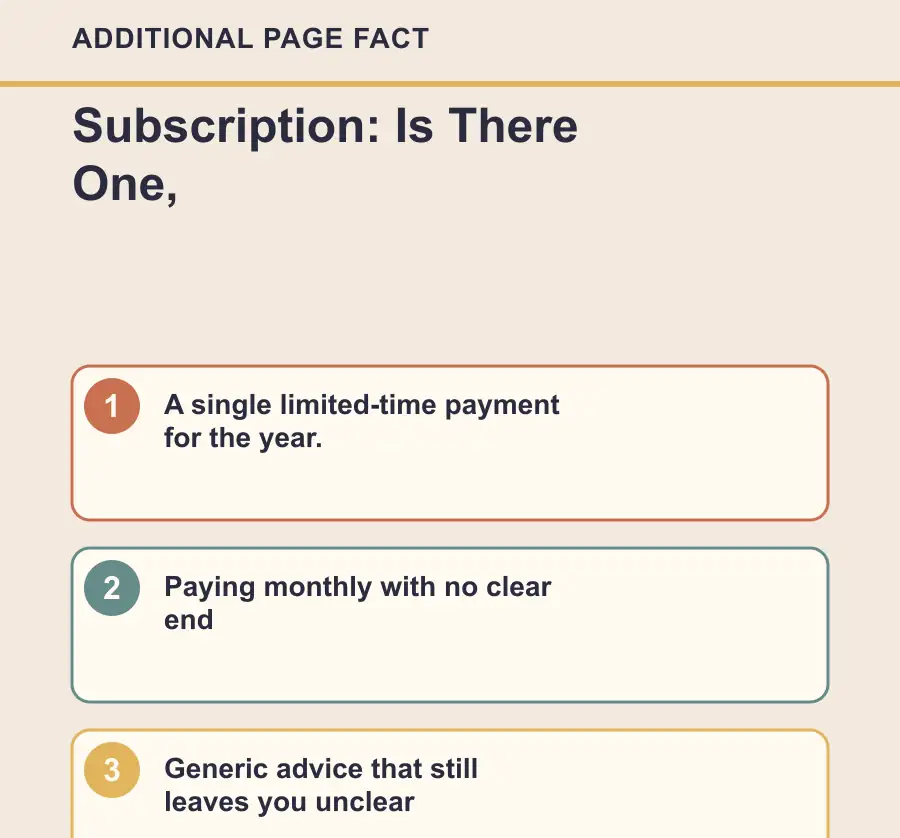 ADDITIONAL PAGE FACT
Subscription: Is There
One,
1
A single limited-time payment
for the year.
2
Paying monthly with no clear
end
3
Generic advice that still
leaves you unclear